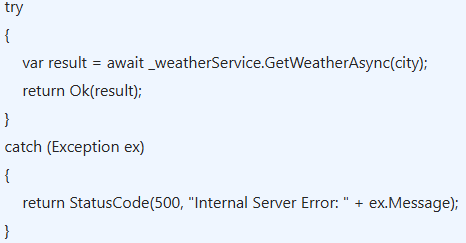 try
{
var result = await _weatherService.GetWeatherAsync(city);
return Ok(result);
}
catch (Exception ex)
{
return StatusCode(500, "Internal Server Error: " + ex.Message);
}